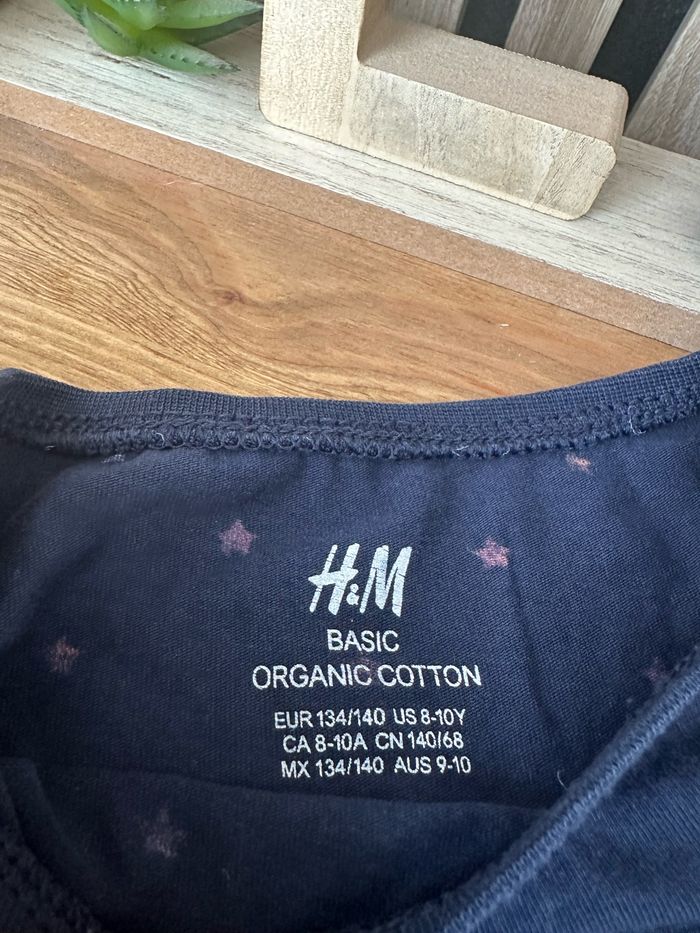 H&M
BASIC
ORGANIC COTTON
EUR 134/140 US 8-10Y
CA 8-10A CN 140/68
MX 134/140 AUS 9-10